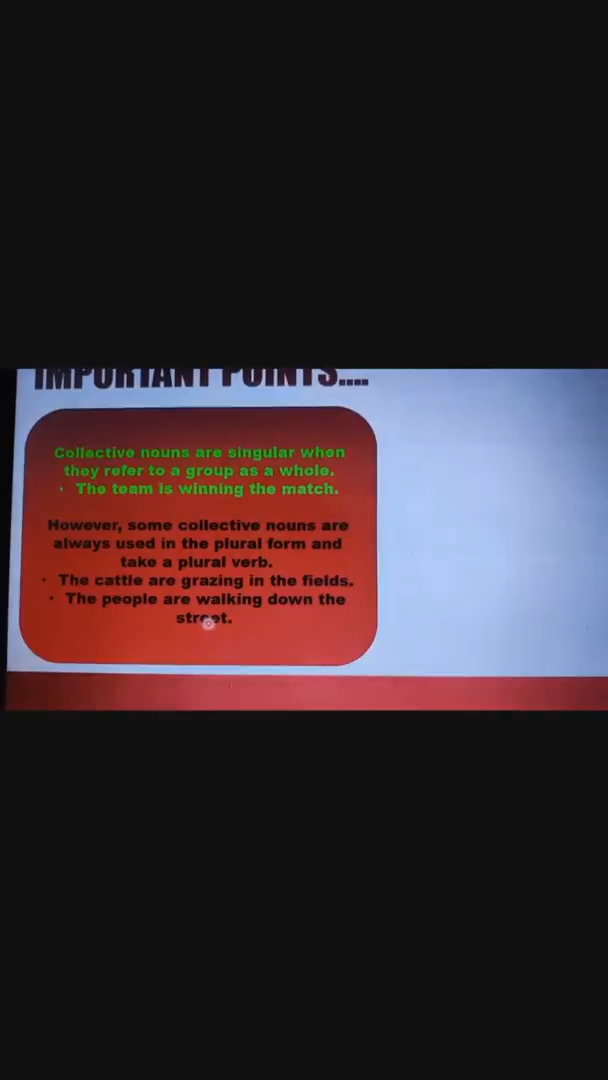 IMPORTANT POINTS....
Collective nouns are singular when
they refer to a group as a whole.
· The team is winning the match.
However, some collective nouns are
always used in the plural form and
take a plural verb.
· The cattle are grazing in the fields.
· The people are walking down the
street.